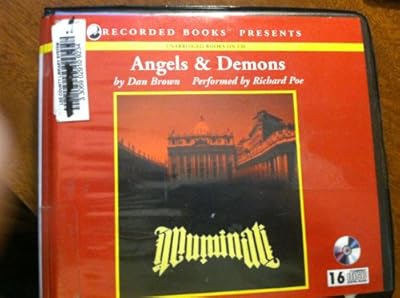 RECORDED BOOKS™ PRESENTS
UNABRIDGED BOOKS ON CD
Angels & Demons
by Dan Brown Performed by Richard Poe
Illuminati
16